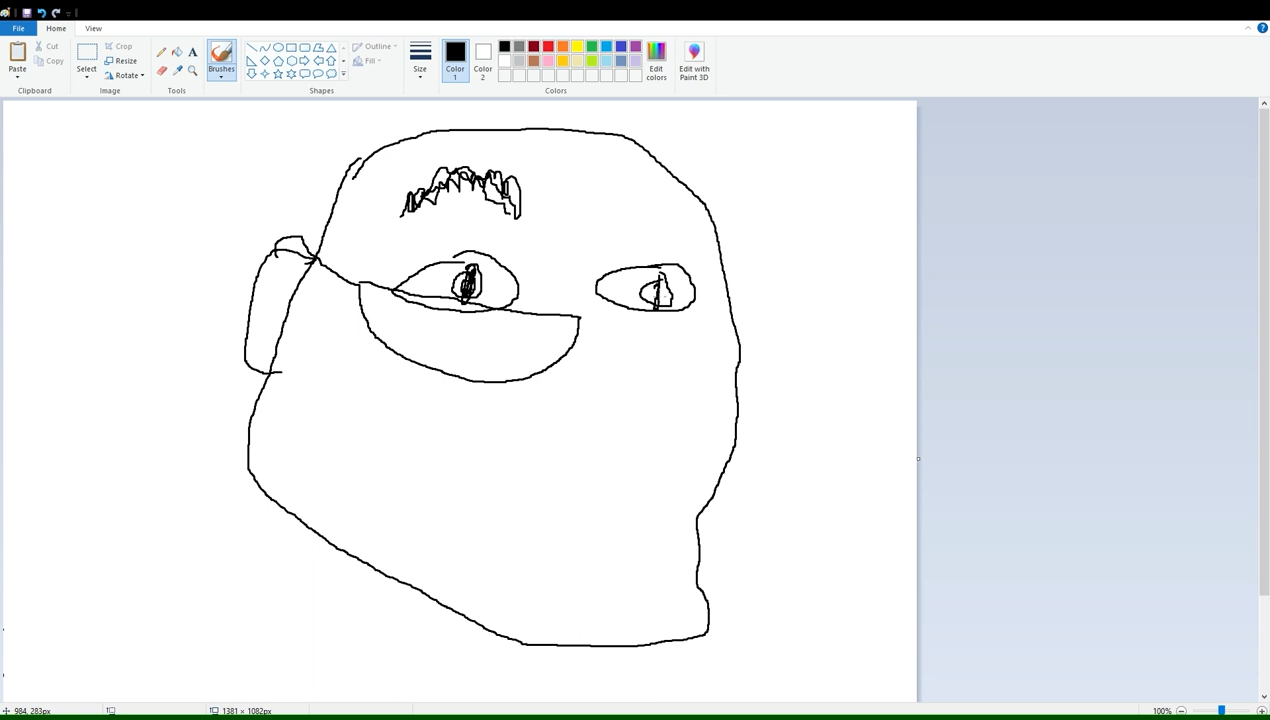 File Home View
Paste
Cut
Copy
Clipboard
Select
Crop
Resize
Rotate
Image
A
Tools
Brushes
Outline
Fill
Shapes
Size
Color 1
Color 2
Edit colors
Colors
Edit with Paint 3D
984, 283px 1381 × 1082px 100%